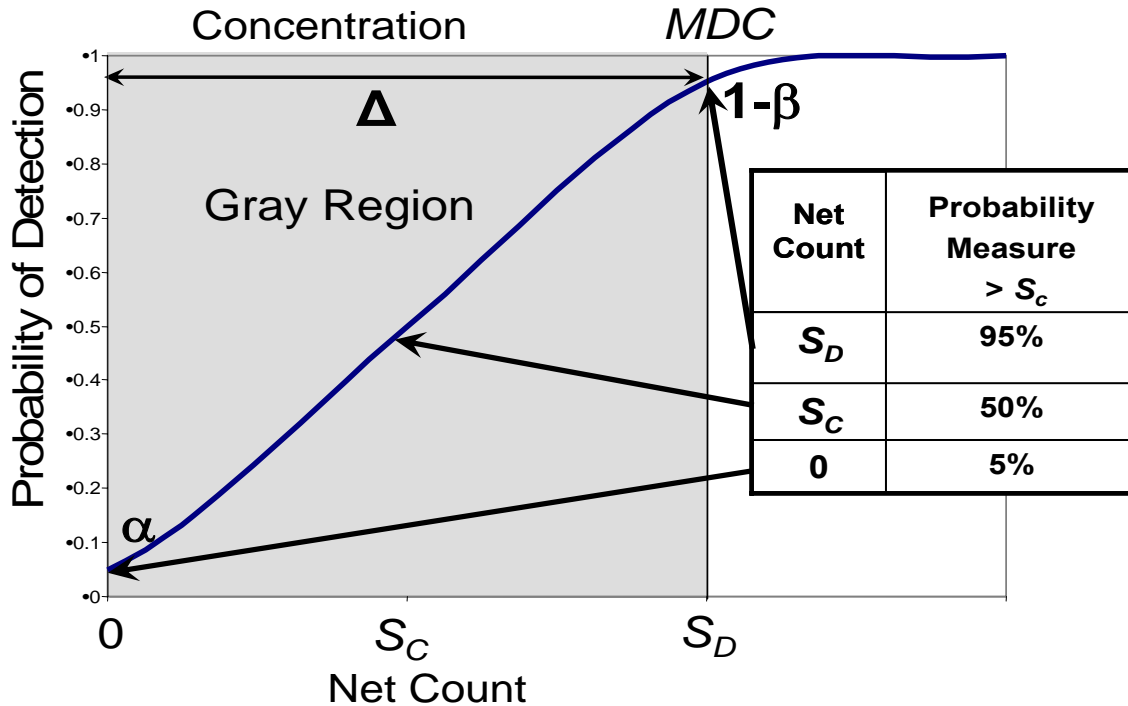 Concentration
MDC
Probability of Detection
•1
•0.9
•0.8
•0.7
•0.6
•0.5
•0.4
•0.3
•0.2
•0.1
•0
Δ
1-β
Gray Region
α
Net Count
Probability Measure > Sc
SD
95%
SC
50%
0
5%
0
SC
SD
Net Count